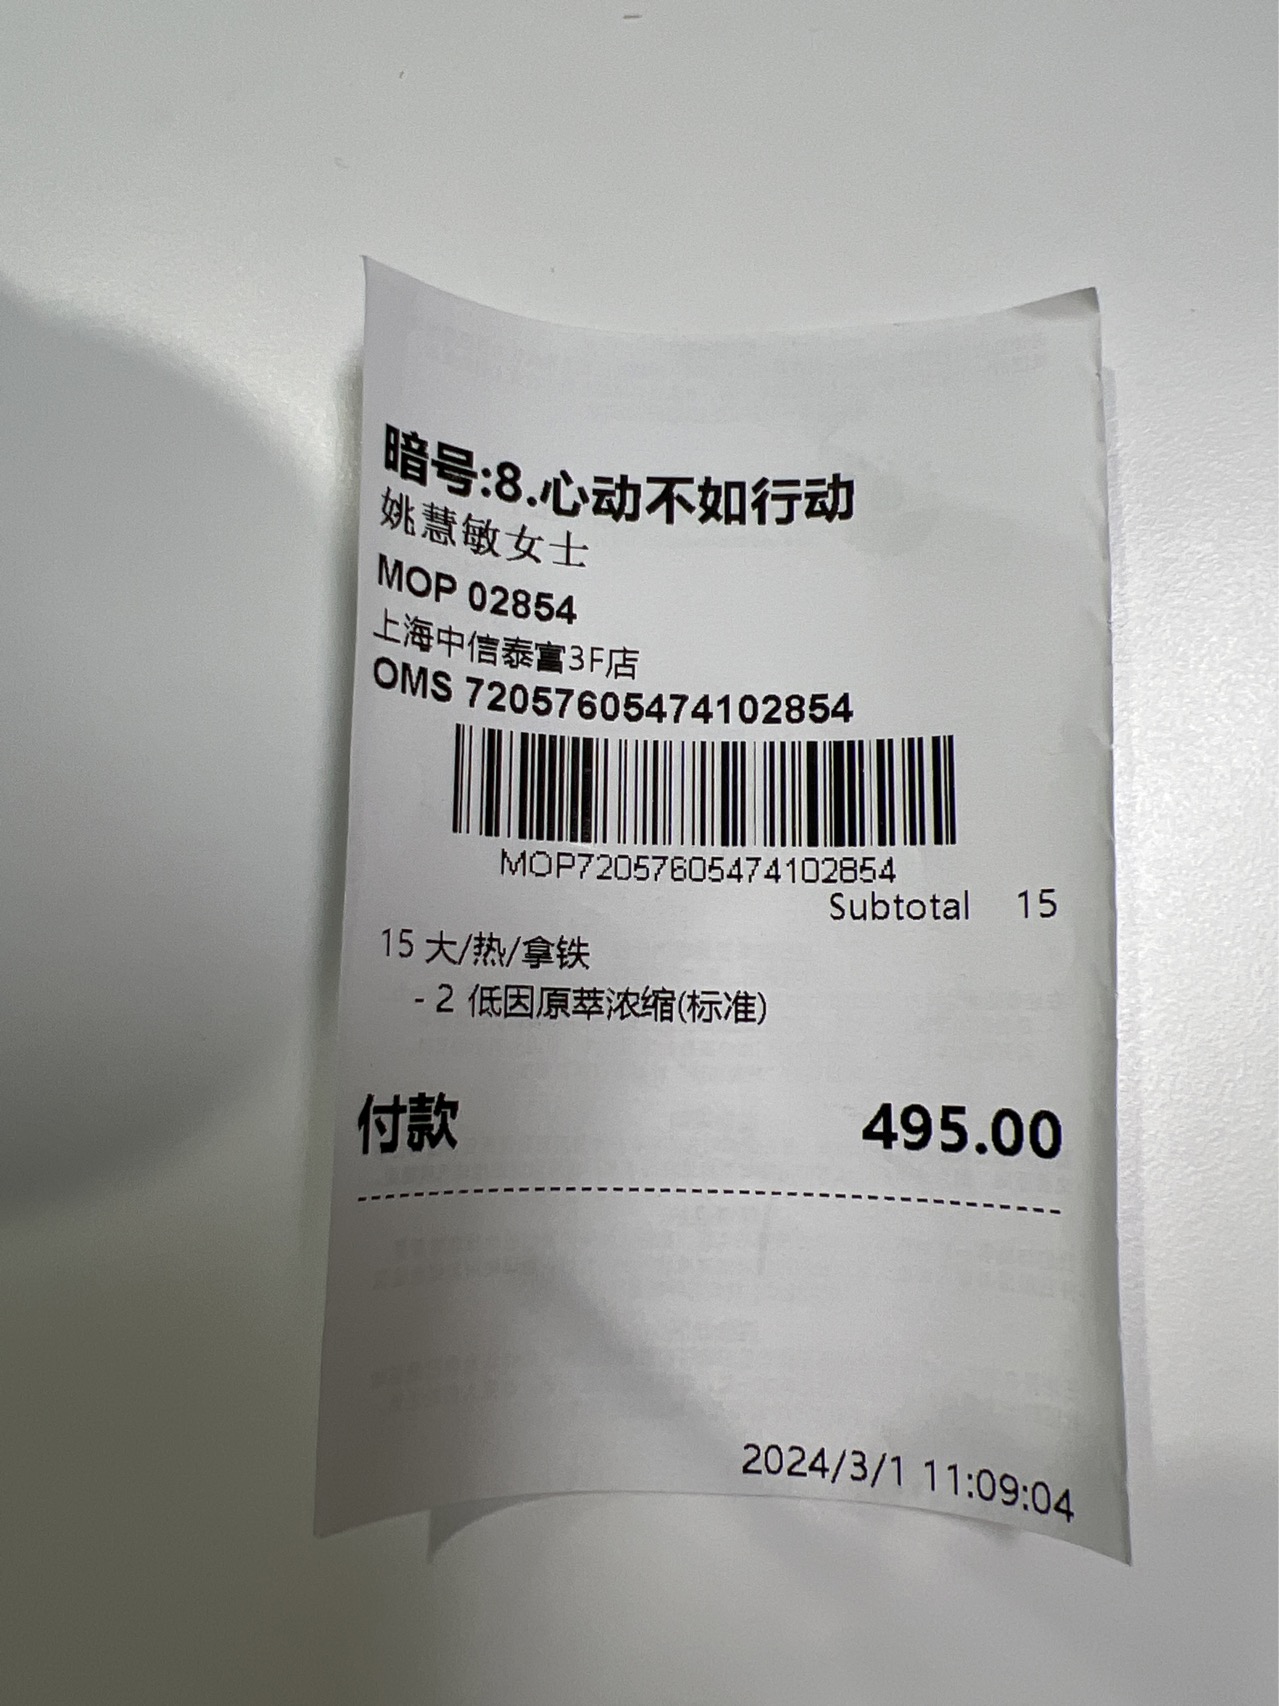 暗号:8.心动不如行动
姚慧敏女士
MOP 02854
上海中信泰富3F店
OMS 72057605474102854
MOP72057605474102854
Subtotal 15
15 大/热/拿铁
- 2 低因原萃浓缩(标准)
付款 495.00
2024/3/1 11:09:04